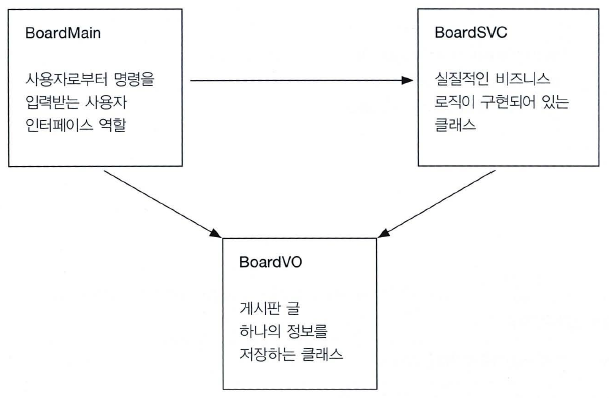 BoardMain
사용자로부터 명령을
입력받는 사용자
인터페이스 역할
BoardSVC
실질적인 비즈니스
로직이 구현되어 있는
클래스
BoardVO
게시판 글
하나의 정보를
저장하는 클래스